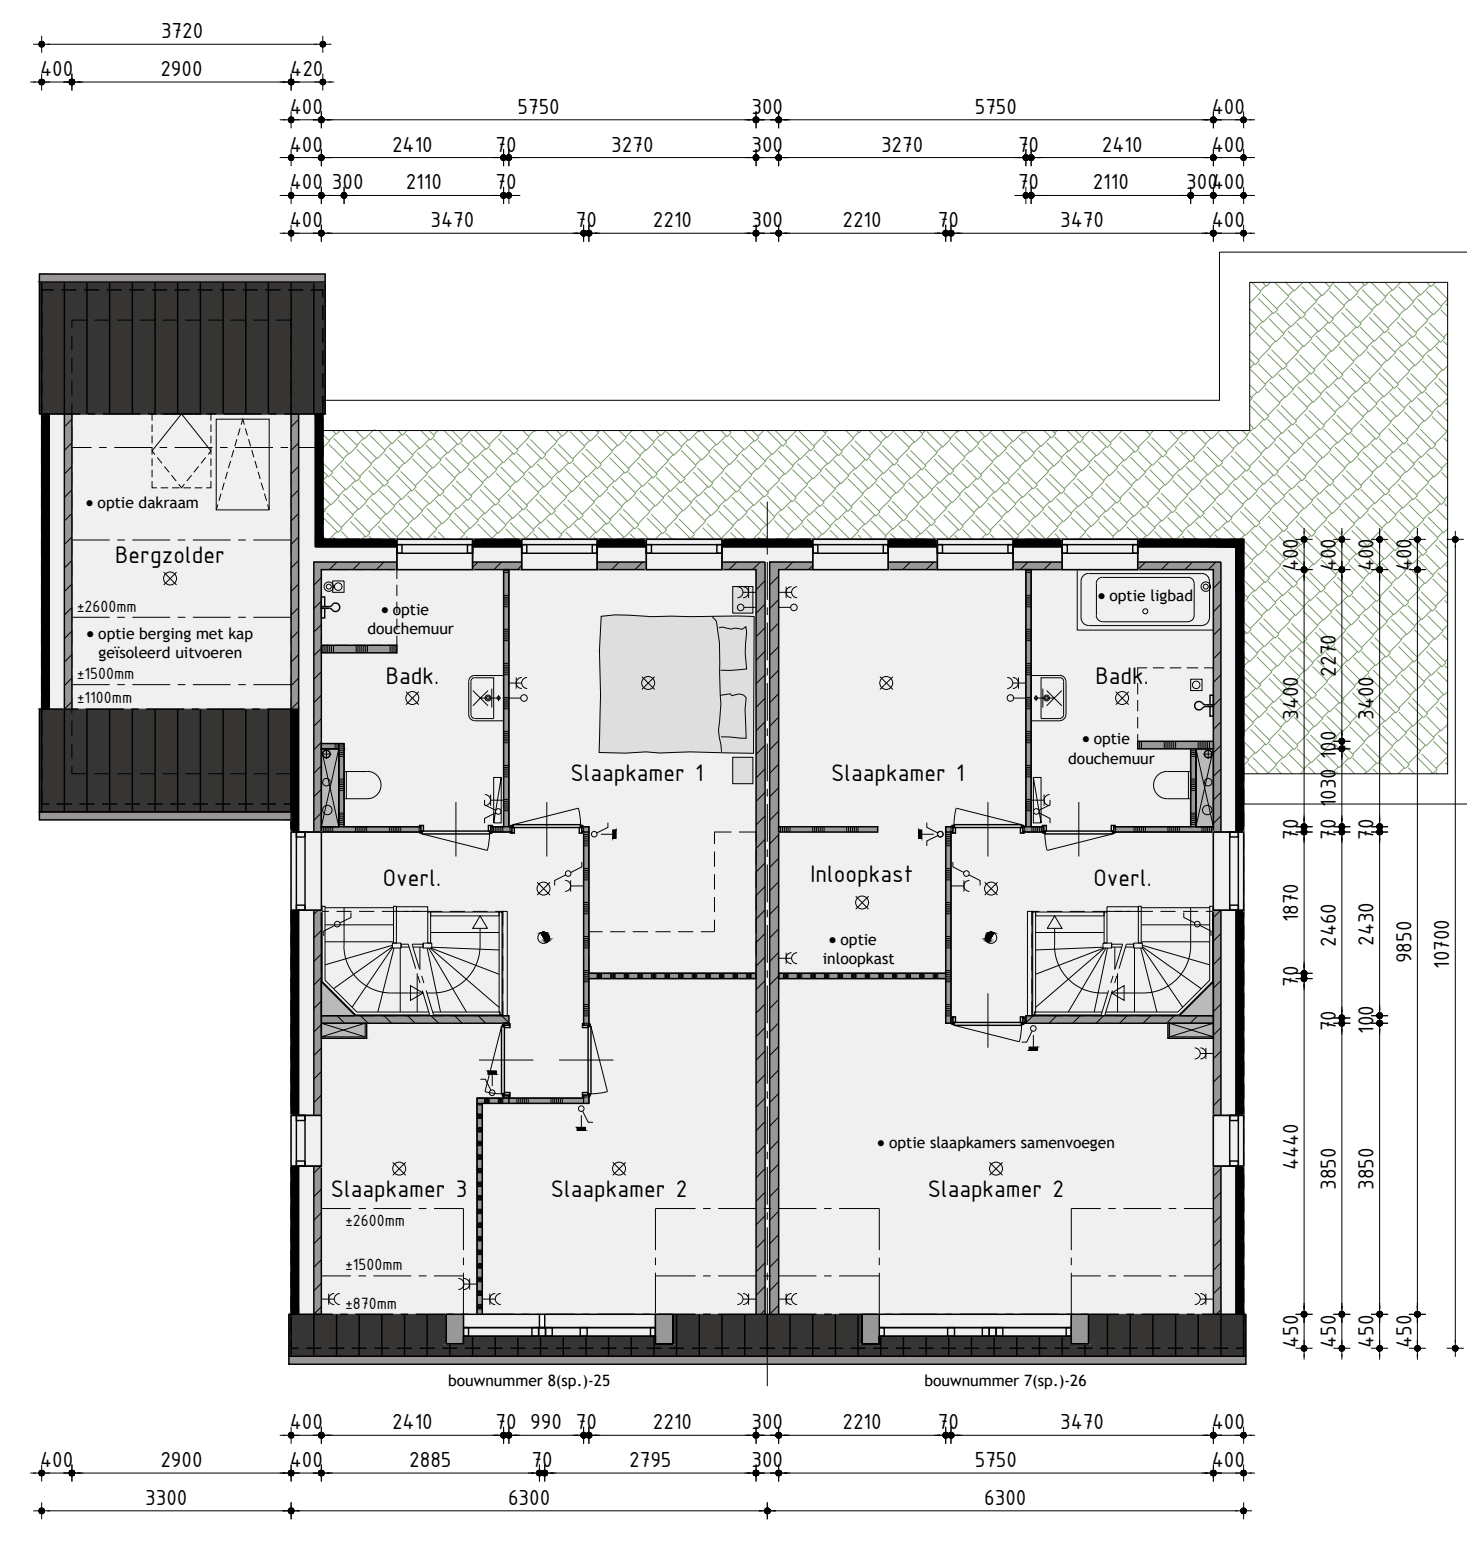 3720
400 2900 420
400 5750 300 5750 400
400 2410 70 3270 300 3270 70 2410 400
400 300 2110 70 70 2110 300 400
400 3470 70 2210 300 2210 70 3470 400
• optie dakraam
Bergzolder
±2600mm
• optie berging met kap
geïsoleerd uitvoeren
±1500mm
±1100mm
• optie
douchemuur
Badk.
Slaapkamer 1
Slaapkamer 1
• optie ligbad
Badk.
• optie
douchemuur
Overl.
Inloopkast
• optie
inloopkast
Overl.
• optie slaapkamers samenvoegen
Slaapkamer 3
Slaapkamer 2
Slaapkamer 2
±2600mm
±1500mm
±870mm
400 3400 70 1870 70 4440 450
400 2270 100 1030 70 2460 70 3850 450
400 3400 70 2430 100 3850 450
400 9850 450
10700
bouwnummer 8(sp.)-25
bouwnummer 7(sp.)-26
400 2410 70 990 70 2210 300 2210 70 3470 400
400 2900 400 2885 70 2795 300 5750 400
3300 6300 6300